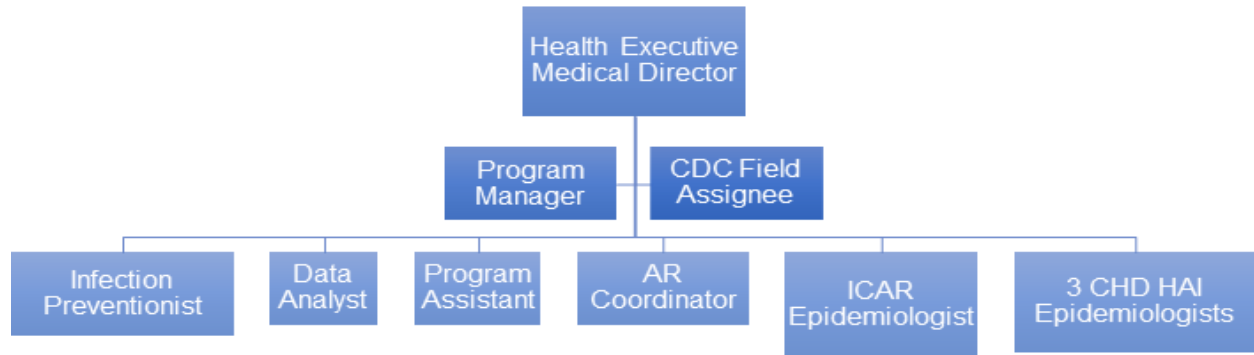 Health Executive
Medical Director
Program
Manager
CDC Field
Assignee
Infection
Preventionist
Data
Analyst
Program
Assistant
AR
Coordinator
ICAR
Epidemiologist
3 CHD HAI
Epidemiologists